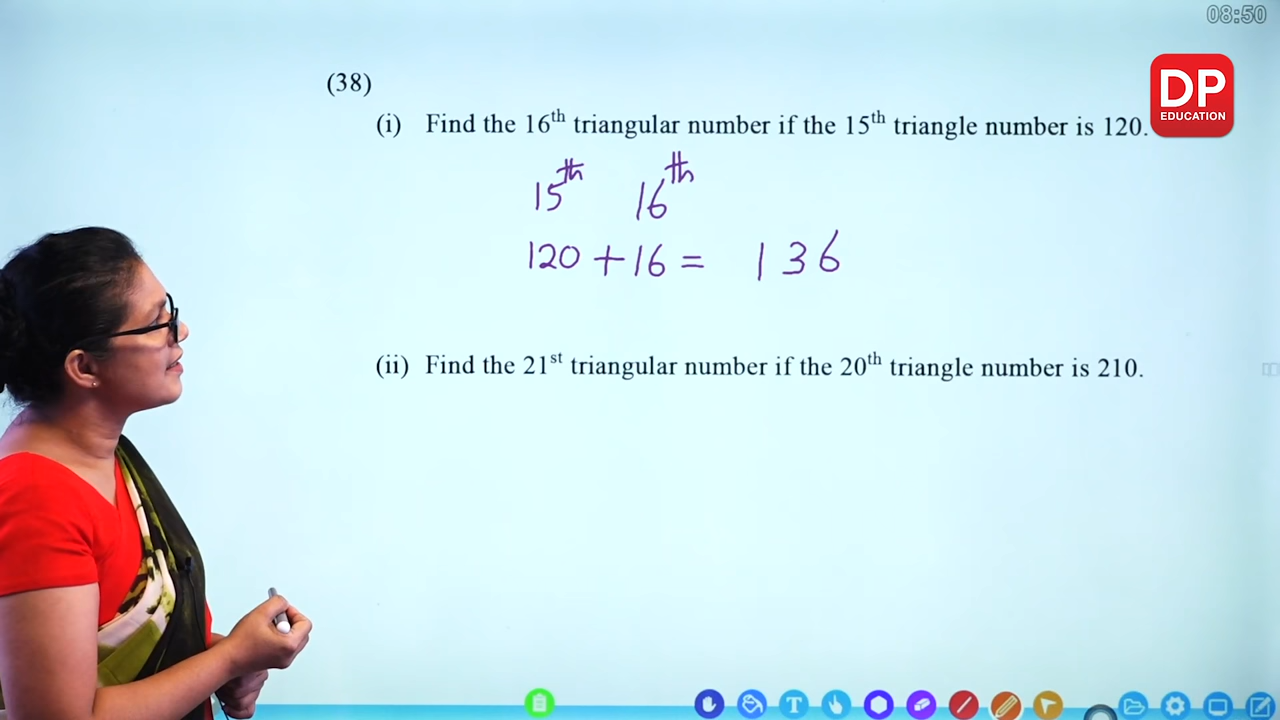 08:50
DP
EDUCATION
(38)
(i) Find the 16th triangular number if the 15th triangle number is 120.
15th 16th
120 + 16 = 136
(ii) Find the 21st triangular number if the 20th triangle number is 210.
T